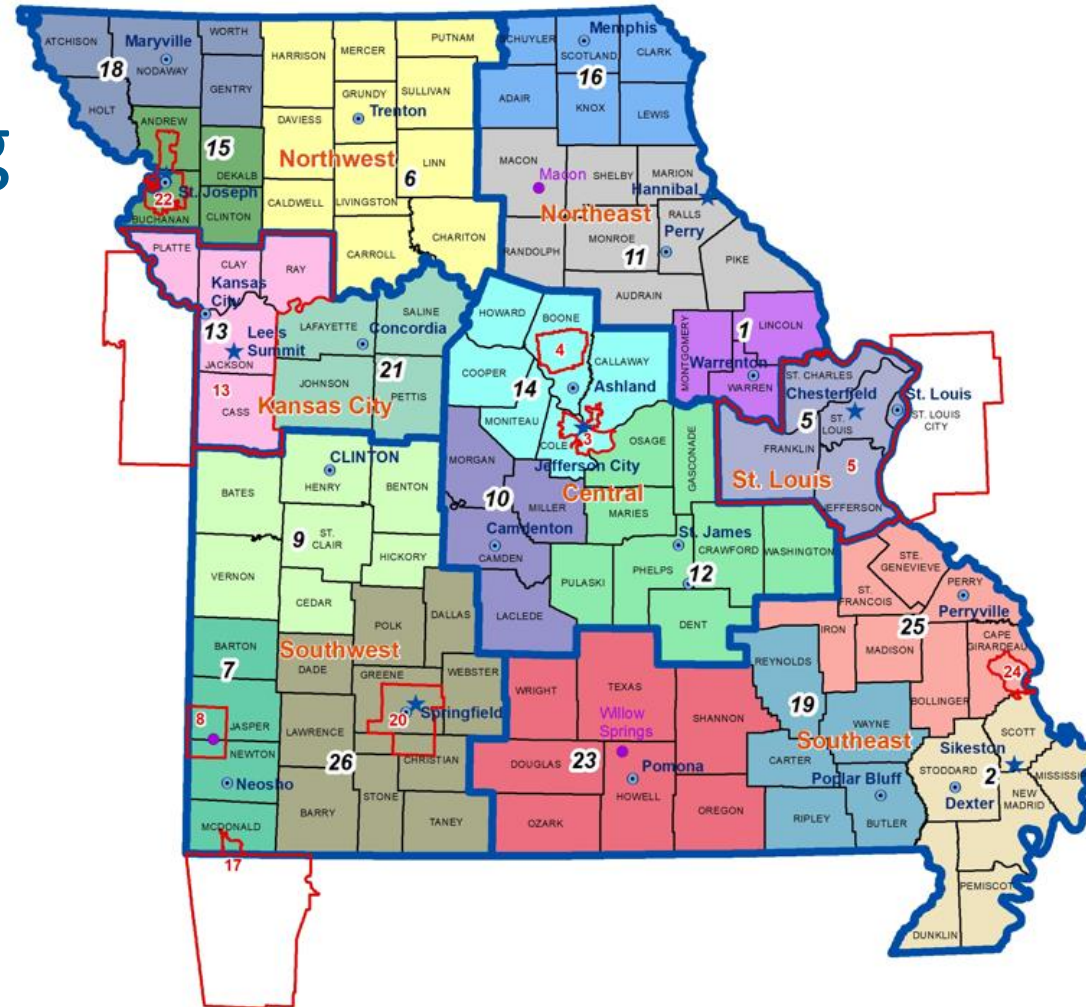 g
ATCHISON
Maryville
NODAWAY
WORTH
18
HOLT
GENTRY
ANDREW
15
DEKALB
St. Joseph
22
BUCHANAN
CLINTON
HARRISON
MERCER
PUTNAM
GRUNDY
SULLIVAN
Trenton
DAVIESS
Northwest
6
LINN
CALDWELL
LIVINGSTON
CARROLL
CHARITON
SCHUYLER
Memphis
SCOTLAND
CLARK
16
ADAIR
KNOX
LEWIS
MACON
Macon
SHELBY
MARION
Hannibal
Northeast
RALLS
MONROE
Perry
RANDOLPH
11
PIKE
AUDRAIN
PLATTE
CLAY
RAY
Kansas
City
13
Lee's
Summit
JACKSON
13
CASS
SALINE
LAFAYETTE
Concordia
JOHNSON
21
PETTIS
Kansas City
HOWARD
BOONE
4
CALLAWAY
COOPER
14
Ashland
MONITEAU
COLE
3
Jefferson City
OSAGE
MONTGOMERY
1
LINCOLN
Warrenton
WARREN
ST. CHARLES
Chesterfield
St. Louis
5
ST.
LOUIS
ST. LOUIS
CITY
FRANKLIN
St. Louis
5
JEFFERSON
MORGAN
10
MILLER
Central
Camdenton
CAMDEN
LACLEDE
MARIES
GASCONADE
St. James
CRAWFORD
WASHINGTON
PHELPS
12
PULASKI
DENT
CLINTON
HENRY
BATES
BENTON
9
ST.
CLAIR
HICKORY
VERNON
CEDAR
DALLAS
POLK
BARTON
Southwest
7
DADE
GREENE
WEBSTER
8
JASPER
20
Springfield
LAWRENCE
NEWTON
26
CHRISTIAN
Neosho
STONE
BARRY
TANEY
MCDONALD
17
WRIGHT
TEXAS
Willow
Springs
SHANNON
DOUGLAS
23
Pomona
HOWELL
OZARK
OREGON
REYNOLDS
19
WAYNE
Southeast
CARTER
Poplar Bluff
RIPLEY
BUTLER
STE.
GENEVIEVE
PERRY
ST.
FRANCOIS
Perryville
IRON
25
CAPE
GIRARDEAU
MADISON
24
BOLLINGER
SCOTT
Sikeston
STODDARD
2
MISSISSI
Dexter
NEW
MADRID
PEMISCOT
DUNKLIN